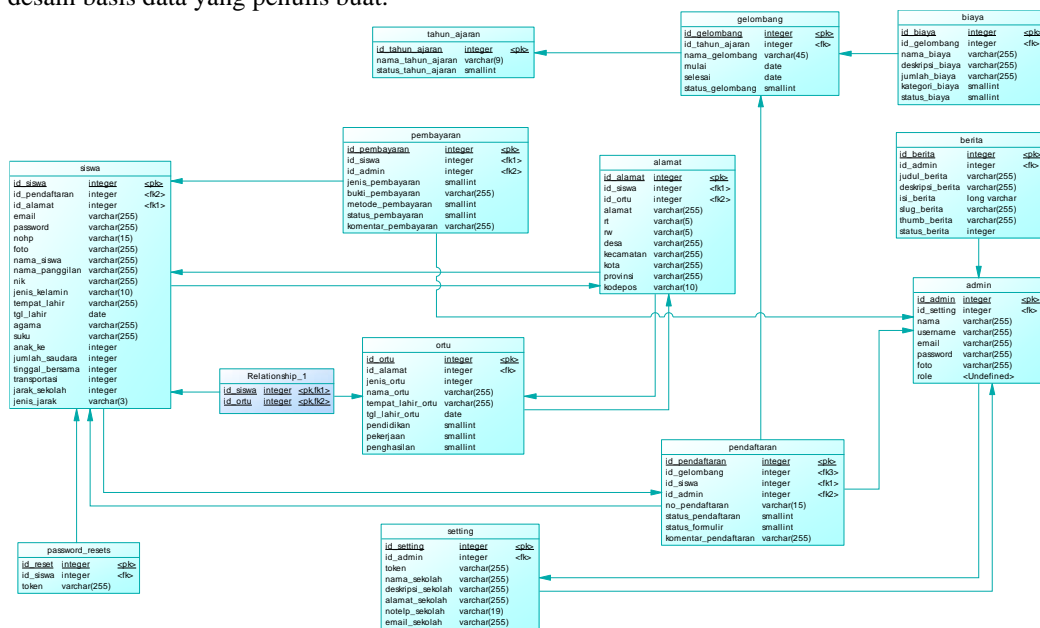 desain basis data yang penulis buat.
tahun_ajaran
id_tahun_ajaran integer <pk>
nama_tahun_ajaran varchar(9)
status_tahun_ajaran smallint
gelombang
id_gelombang integer <pk>
id_tahun_ajaran integer <fk>
nama_gelombang varchar(45)
mulai date
selesai date
status_gelombang smallint
biaya
id_biaya integer <pk>
id_gelombang integer <fk>
nama_biaya varchar(255)
deskripsi_biaya varchar(255)
jumlah_biaya varchar(255)
kategori_biaya smallint
status_biaya smallint
siswa
id_siswa integer <pk>
id_pendaftaran integer <fk2>
id_alamat integer <fk1>
email varchar(255)
password varchar(255)
nohp varchar(15)
foto varchar(255)
nama_siswa varchar(255)
nama_panggilan varchar(255)
nik varchar(255)
jenis_kelamin varchar(10)
tempat_lahir varchar(255)
tgl_lahir date
agama varchar(255)
suku varchar(255)
anak_ke integer
jumlah_saudara integer
tinggal_bersama integer
transportasi integer
jarak_sekolah integer
jenis_jarak varchar(3)
pembayaran
id_pembayaran integer <pk>
id_siswa integer <fk1>
id_admin integer <fk2>
jenis_pembayaran smallint
bukti_pembayaran varchar(255)
metode_pembayaran smallint
status_pembayaran smallint
komentar_pembayaran varchar(255)
alamat
id_alamat integer <pk>
id_siswa integer <fk1>
id_ortu integer <fk2>
alamat varchar(255)
rt varchar(5)
rw varchar(5)
desa varchar(255)
kecamatan varchar(255)
kota varchar(255)
provinsi varchar(255)
kodepos varchar(10)
berita
id_berita integer <pk>
id_admin integer <fk>
judul_berita varchar(255)
deskripsi_berita varchar(255)
isi_berita long varchar
slug_berita varchar(255)
thumb_berita varchar(255)
status_berita integer
admin
id_admin integer <pk>
id_setting integer <fk>
nama varchar(255)
username varchar(255)
email varchar(255)
password varchar(255)
foto varchar(255)
role <Undefined>
Relationship_1
id_siswa integer <pk,fk1>
id_ortu integer <pk,fk2>
ortu
id_ortu integer <pk>
id_alamat integer <fk>
jenis_ortu integer
nama_ortu varchar(255)
tempat_lahir_ortu varchar(255)
tgl_lahir_ortu date
pendidikan smallint
pekerjaan smallint
penghasilan smallint
pendaftaran
id_pendaftaran integer <pk>
id_gelombang integer <fk3>
id_siswa integer <fk1>
id_admin integer <fk2>
no_pendaftaran varchar(15)
status_pendaftaran smallint
status_formulir smallint
komentar_pendaftaran varchar(255)
password_resets
id_reset integer <pk>
id_siswa integer <fk>
token varchar(255)
setting
id_setting integer <pk>
id_admin integer <fk>
token varchar(255)
nama_sekolah varchar(255)
deskripsi_sekolah varchar(255)
alamat_sekolah varchar(255)
notelp_sekolah varchar(19)
email_sekolah varchar(255)